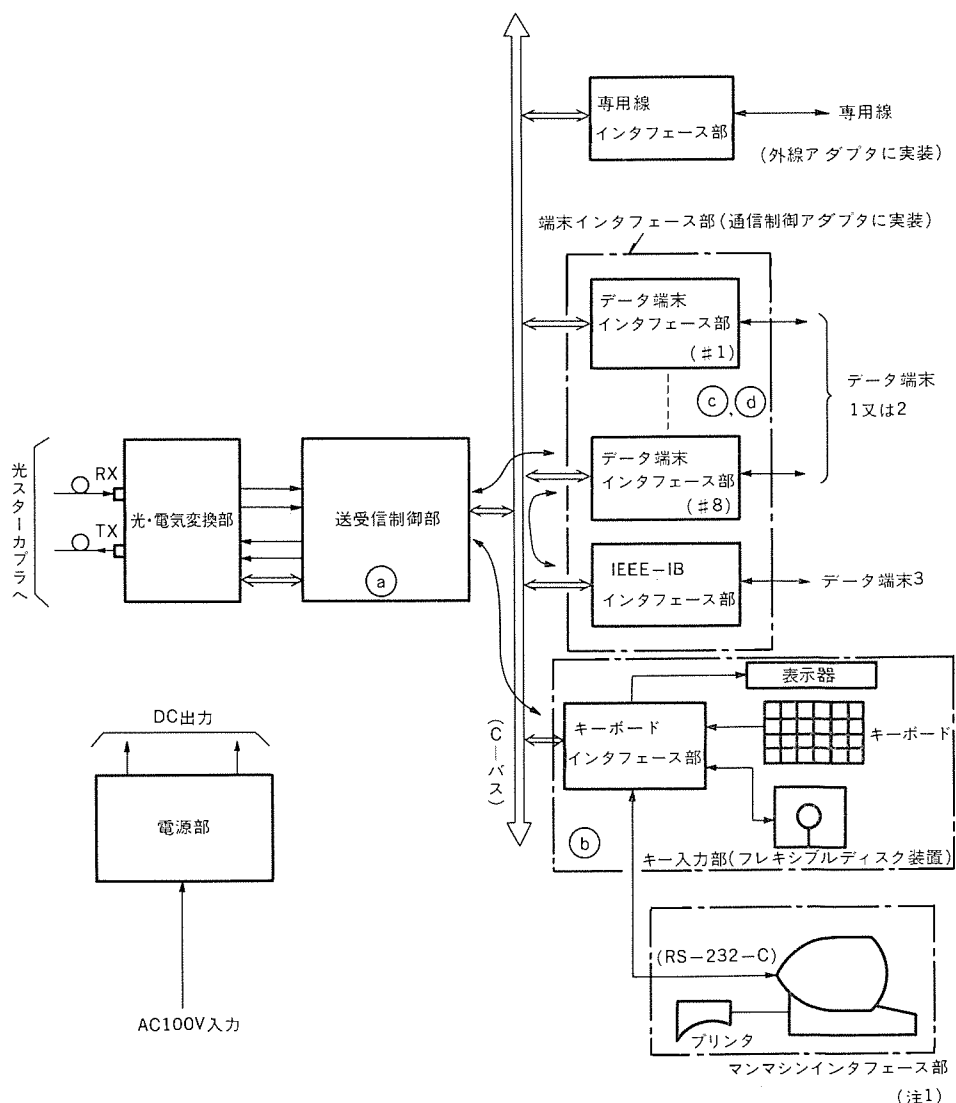 専用線
インタフェース部
専用線
(外線アダプタに実装)
端末インタフェース部(通信制御アダプタに実装)
データ端末
インタフェース部
(#1)
c, d
データ端末
1又は2
データ端末
インタフェース部
(#8)
IEEE-IB
インタフェース部
データ端末3
光スターカプラへ
RX
TX
光・電気変換部
送受信制御部
a
(C-バス)
表示器
キーボード
インタフェース部
キーボード
b
キー入力部(フレキシブルディスク装置)
DC出力
電源部
AC100V入力
(RS-232-C)
プリンタ
マンマシンインタフェース部
(注1)